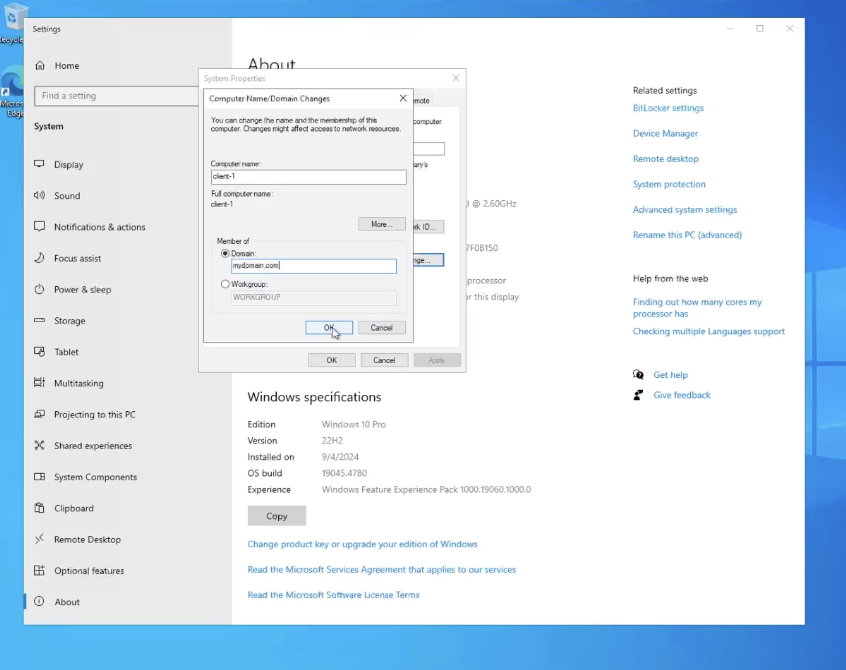 Settings
Home
Find a setting
System
Display
Sound
Notifications & actions
Focus assist
Power & sleep
Storage
Tablet
Multitasking
Projecting to this PC
Shared experiences
System Components
Clipboard
Remote Desktop
Optional features
About
About
System Properties
Computer Name/Domain Changes
You can change the name and the membership of this
computer. Changes might affect access to network resources.
Computer name:
client-1
Full computer name:
client-1
More...
Member of
Domain:
mydomain.com
Workgroup:
WORKGROUP
OK
Cancel
OK
Cancel
Apply
mote
computer
ary's
rk ID...
nge...
J @ 2.60GHz
7F0B150
processor
or this display
Windows specifications
Edition Windows 10 Pro
Version 22H2
Installed on 9/4/2024
OS build 19045.4780
Experience Windows Feature Experience Pack 1000.19060.1000.0
Copy
Change product key or upgrade your edition of Windows
Read the Microsoft Services Agreement that applies to our services
Read the Microsoft Software License Terms
Related settings
BitLocker settings
Device Manager
Remote desktop
System protection
Advanced system settings
Rename this PC (advanced)
Help from the web
Finding out how many cores my
processor has
Checking multiple Languages support
Get help
Give feedback